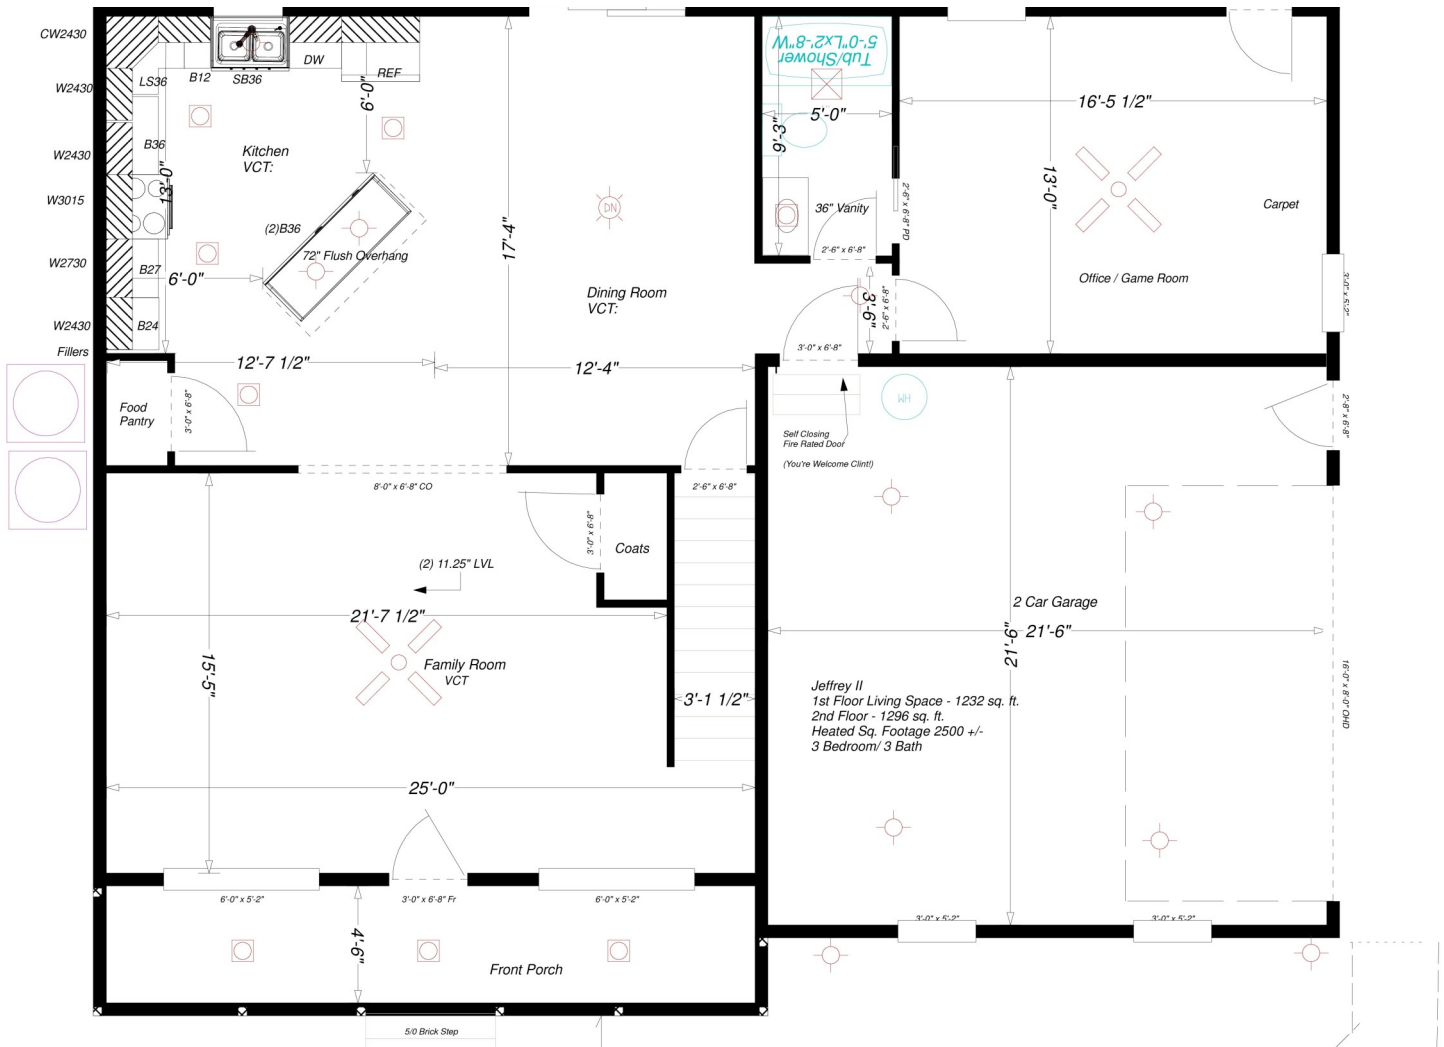 CW2430
W2430
W2430
W3015
W2730
W2430
Fillers
LS36
B12
SB36
DW
REF
B36
13'-0"
B27
B24
Kitchen
VCT:
6'-0"
(2)B36
72" Flush Overhang
6'-0"
12'-7 1/2"
12'-4"
17'-4"
DN
Dining Room
VCT:
Tub/Shower
5'-0"Lx2'-8"W
5'-0"
9'-3"
36" Vanity
2'-6" x 6'-8"
2'-6" x 6'-8" PD
3'-6"
2'-6" x 6'-8"
3'-0" x 6'-8"
16'-5 1/2"
13'-0"
Carpet
Office / Game Room
3'-0" x 5'-2"
Food
Pantry
3'-0" x 6'-8"
8'-0" x 6'-8" CO
3'-0" x 6'-8"
Coats
2'-6" x 6'-8"
Self Closing
Fire Rated Door
(You're Welcome Clint!)
WH
2'-8" x 6'-8"
(2) 11.25" LVL
21'-7 1/2"
15'-5"
Family Room
VCT
3'-1 1/2"
25'-0"
2 Car Garage
21'-6"
21'-6"
16'-0" x 8'-0" OHD
Jeffrey II
1st Floor Living Space - 1232 sq. ft.
2nd Floor - 1296 sq. ft.
Heated Sq. Footage 2500 +/-
3 Bedroom/ 3 Bath
6'-0" x 5'-2"
3'-0" x 6'-8" Fr
6'-0" x 5'-2"
3'-0" x 5'-2"
3'-0" x 5'-2"
4'-6"
Front Porch
5/0 Brick Step